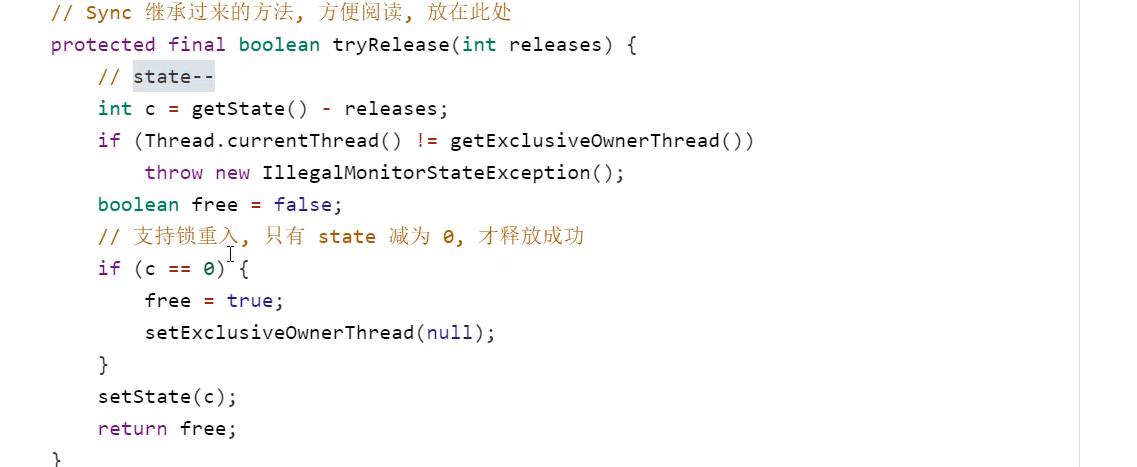 // Sync 继承过来的方法, 方便阅读, 放在此处
protected final boolean tryRelease(int releases) {
// state--
int c = getState() - releases;
if (Thread.currentThread() != getExclusiveOwnerThread())
throw new IllegalMonitorStateException();
boolean free = false;
// 支持锁重入, 只有 state 减为 0, 才释放成功
if (c == 0) {
free = true;
setExclusiveOwnerThread(null);
}
setState(c);
return free;
}